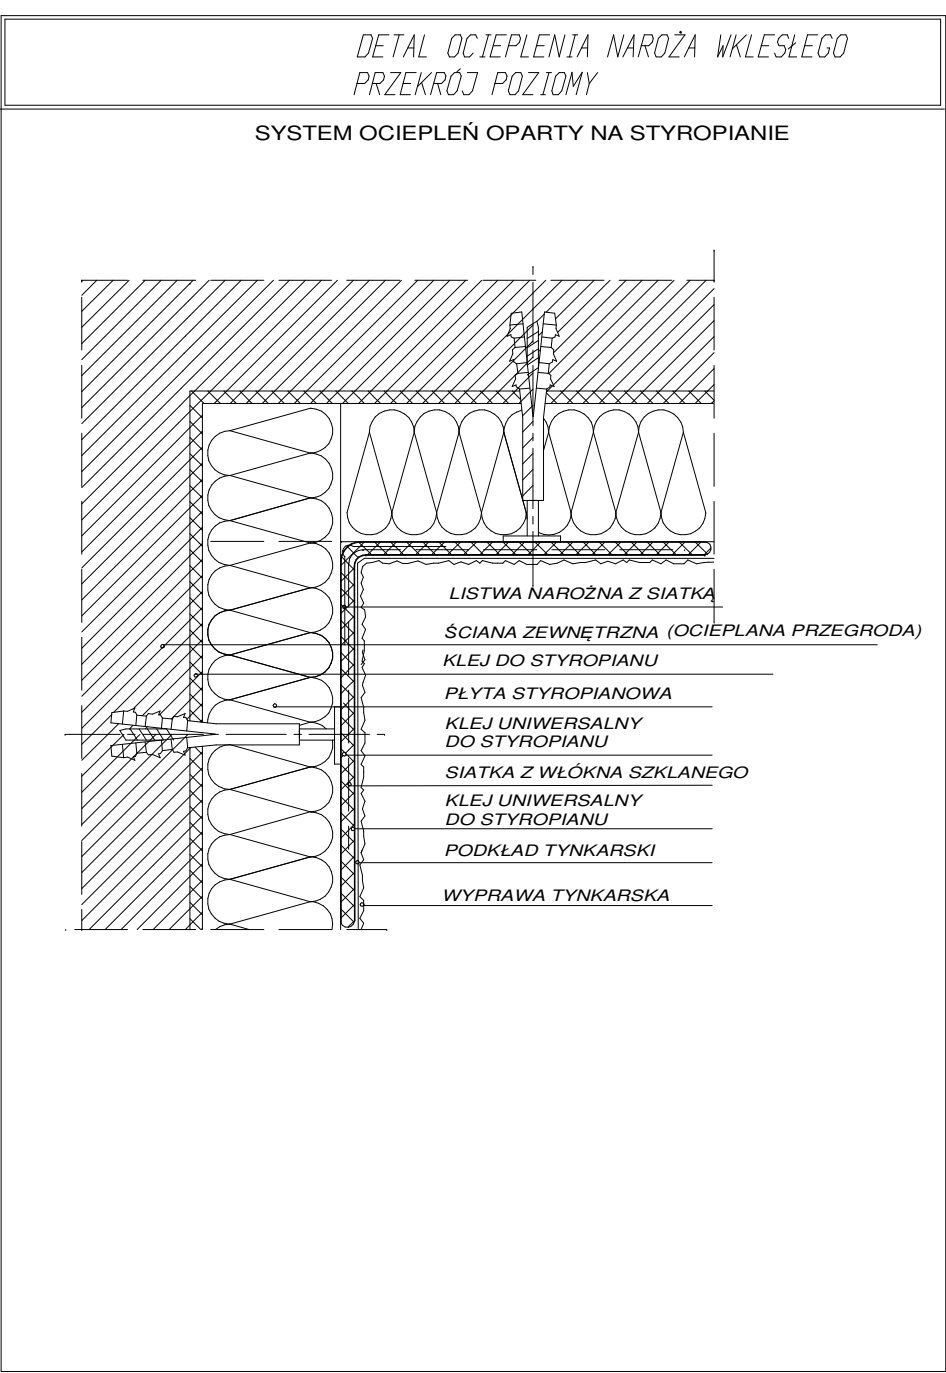 DETAL OCIEPLENIA NAROŻA WKLESŁEGO
PRZEKRÓJ POZIOMY
SYSTEM OCIEPLEŃ OPARTY NA STYROPIANIE
LISTWA NAROŻNA Z SIATKĄ
ŚCIANA ZEWNĘTRZNA (OCIEPLANA PRZEGRODA)
KLEJ DO STYROPIANU
PŁYTA STYROPIANOWA
KLEJ UNIWERSALNY
DO STYROPIANU
SIATKA Z WŁÓKNA SZKLANEGO
KLEJ UNIWERSALNY
DO STYROPIANU
PODKŁAD TYNKARSKI
WYPRAWA TYNKARSKA